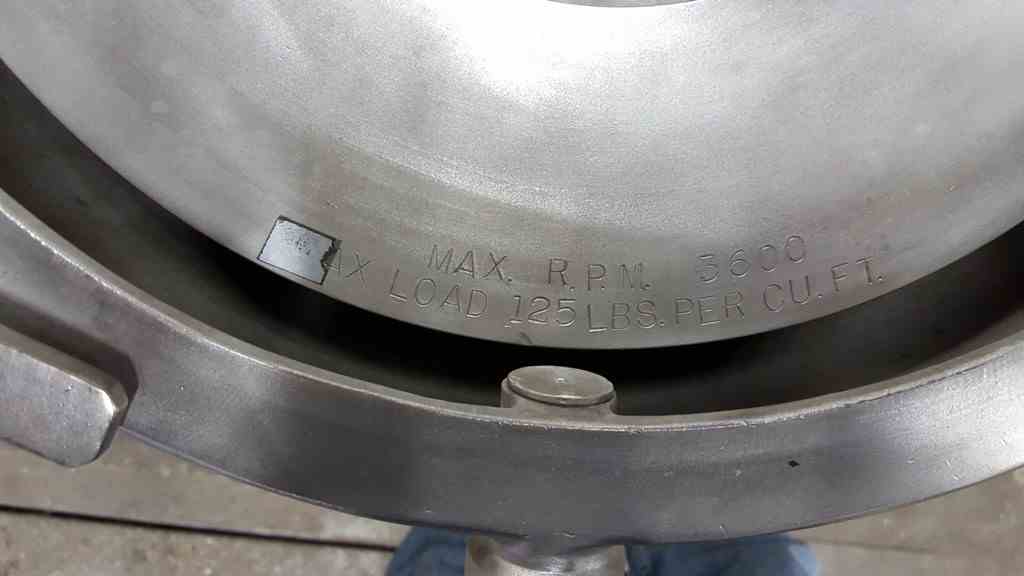 MAX. R.P.M. 3600
AX LOAD 125 LBS. PER CU. FT.